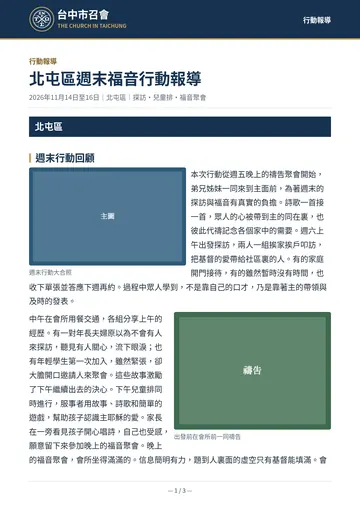 台中市召會
THE CHURCH IN TAICHUNG
行動報導
行動報導
北屯區週末福音行動報導
2026年11月14日至16日｜北屯區｜探訪・兒童排・福音聚會
北屯區
週末行動回顧
主圖
週末行動大合照
本次行動從週五晚上的禱告聚會開始，
弟兄姊妹一同來到主面前，為著週末的
探訪與福音有真實的負擔。詩歌一首接
一首，眾人的心被帶到主的同在裏，也
彼此代禱記念各個家中的需要。週六上
午出發探訪，兩人一組挨家挨戶叩訪，
把基督的愛帶給社區裏的人。有的家庭
開門接待，有的雖然暫時沒有時間，也
收下單張並答應下週再約。過程中眾人學到，不是靠自己的口才，乃是靠著主的帶領與
及時的發表。
中午在會所用餐交通，各組分享上午的
經歷。有一對年長夫婦原以為不會有人
來探訪，聽見有人關心，流下眼淚；也
有年輕學生第一次加入，雖然緊張，卻
大膽開口邀請人來聚會。這些故事激勵
了下午繼續出去的決心。下午兒童排同
時進行，服事者用故事、詩歌和簡單的
遊戲，幫助孩子認識主耶穌的愛。家長
在一旁看見孩子開心唱詩，自己也受感，
願意留下來參加晚上的福音聚會。晚上
的福音聚會，會所坐得滿滿的。信息簡明有力，題到人裏面的虛空只有基督能填滿。會
禱告
出發前在會所前一同禱告
— 1 / 3 —